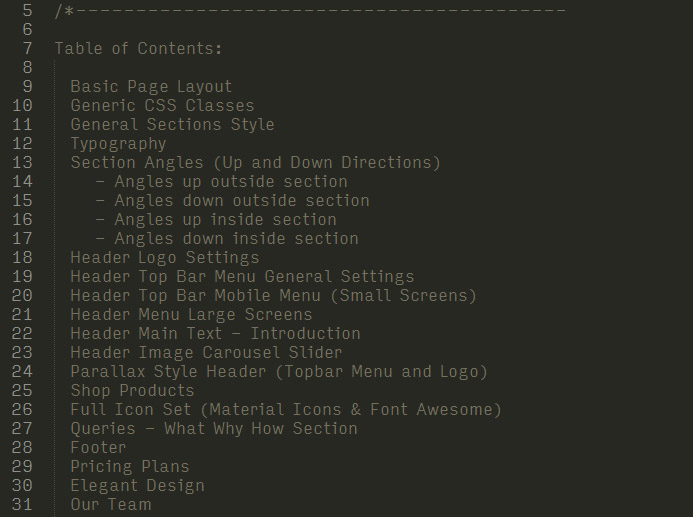 5 /*------------------------------------------
6
7 Table of Contents:
8
9 Basic Page Layout
10 Generic CSS Classes
11 General Sections Style
12 Typography
13 Section Angles (Up and Down Directions)
14 - Angles up outside section
15 - Angles down outside section
16 - Angles up inside section
17 - Angles down inside section
18 Header Logo Settings
19 Header Top Bar Menu General Settings
20 Header Top Bar Mobile Menu (Small Screens)
21 Header Menu Large Screens
22 Header Main Text - Introduction
23 Header Image Carousel Slider
24 Parallax Style Header (Topbar Menu and Logo)
25 Shop Products
26 Full Icon Set (Material Icons & Font Awesome)
27 Queries - What Why How Section
28 Footer
29 Pricing Plans
30 Elegant Design
31 Our Team